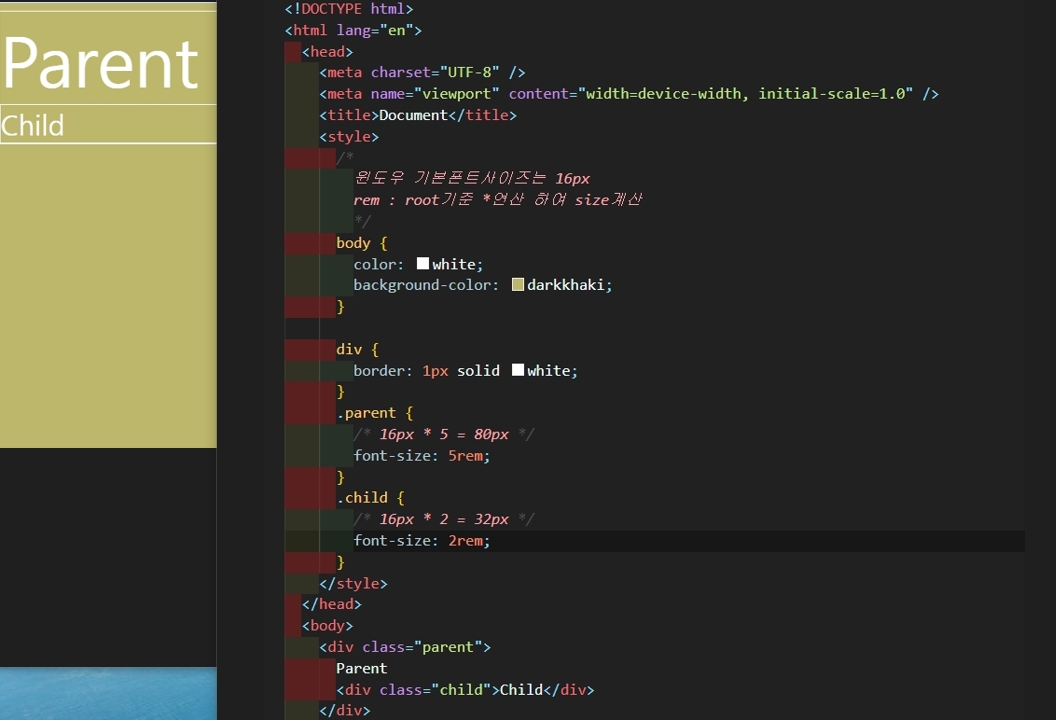 Parent
Child
<!DOCTYPE html>
<html lang="en">
<head>
<meta charset="UTF-8" />
<meta name="viewport" content="width=device-width, initial-scale=1.0" />
<title>Document</title>
<style>
/*
윈도우 기본폰트사이즈는 16px
rem : root기준 *연산 하여 size계산
*/
body {
color: white;
background-color: darkkhaki;
}
div {
border: 1px solid white;
}
.parent {
/* 16px * 5 = 80px */
font-size: 5rem;
}
.child {
/* 16px * 2 = 32px */
font-size: 2rem;
}
</style>
</head>
<body>
<div class="parent">
Parent
<div class="child">Child</div>
</div>